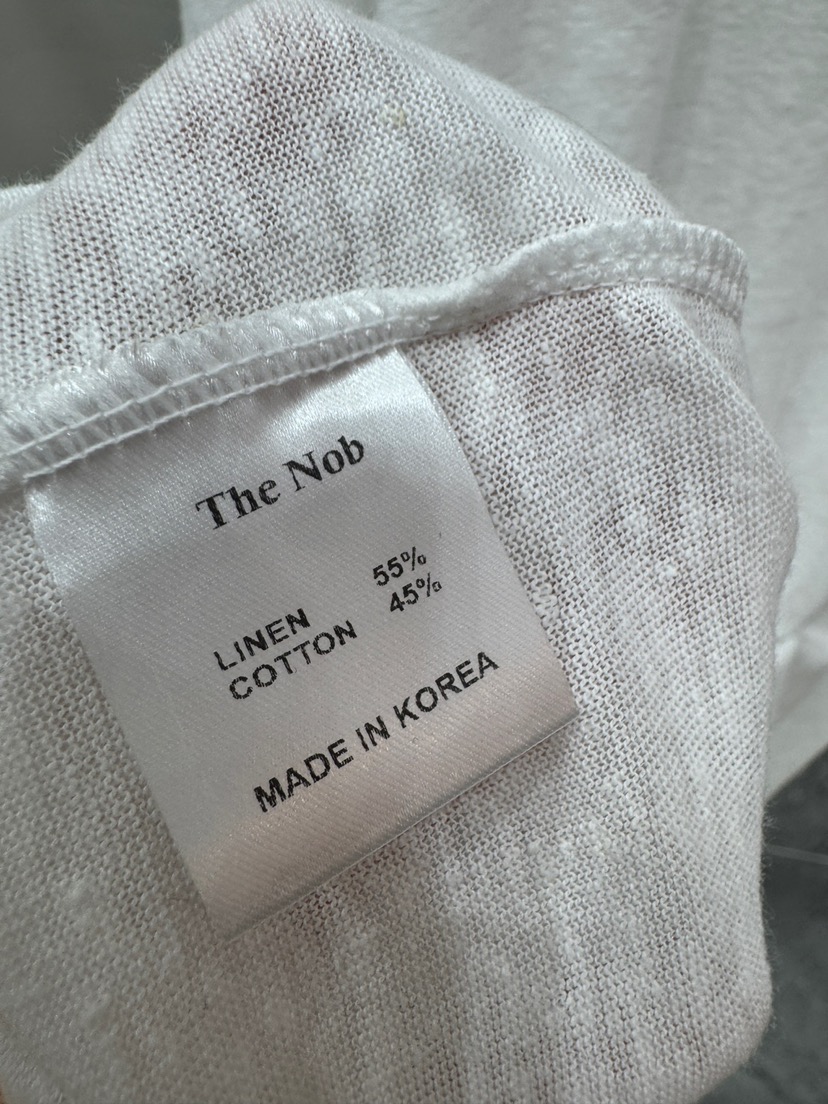 The Nob
LINEN 55%
COTTON 45%
MADE IN KOREA